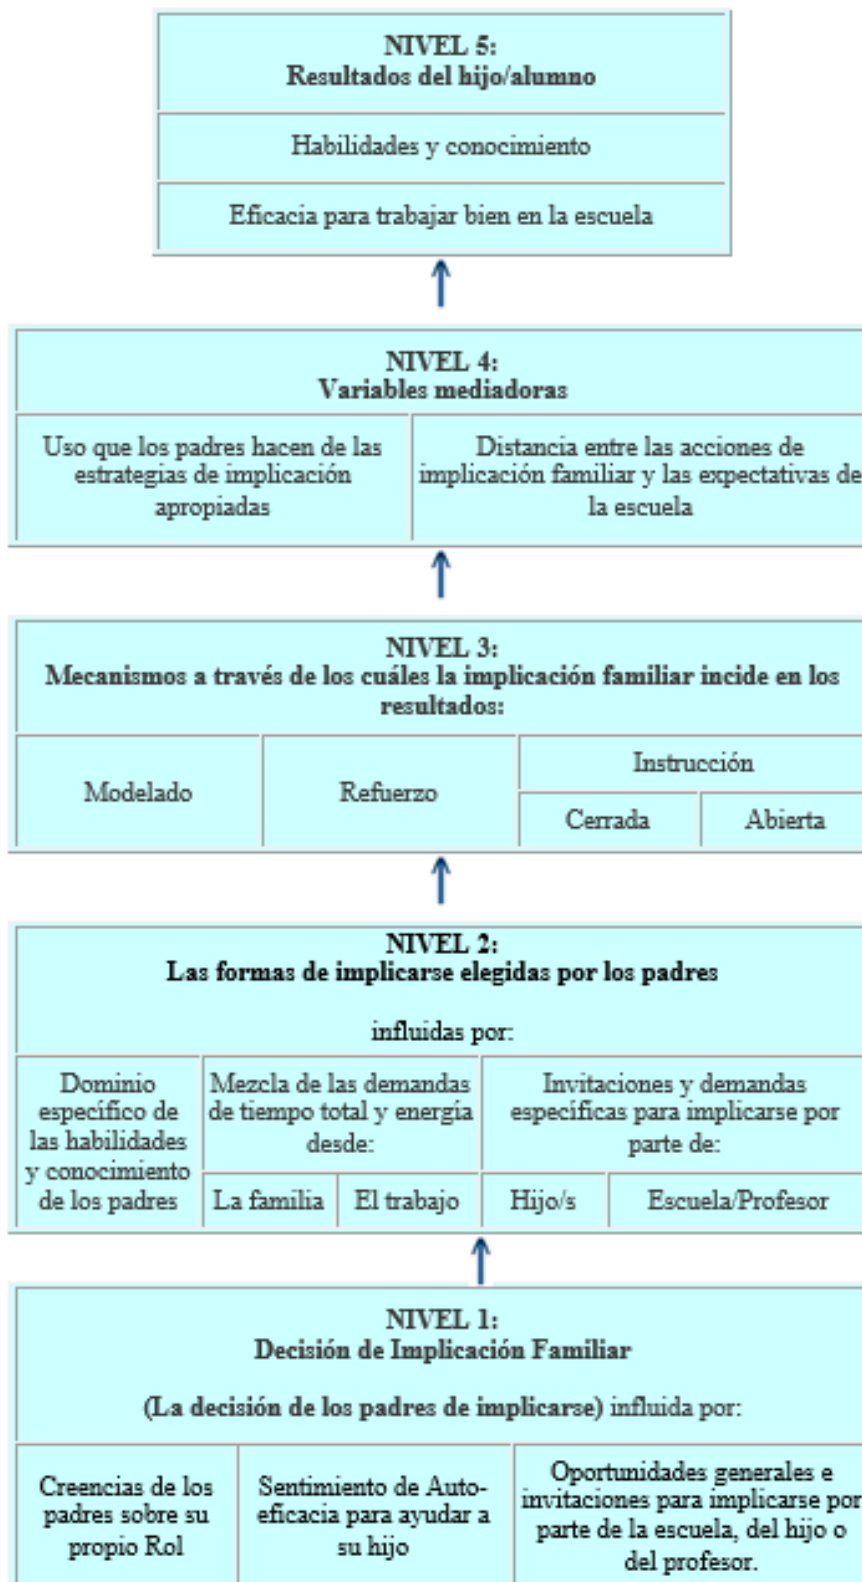 NIVEL 5:
Resultados del hijo/alumno
Habilidades y conocimiento
Eficacia para trabajar bien en la escuela
NIVEL 4:
Variables mediadoras
Uso que los padres hacen de las
estrategias de implicación
apropiadas
Distancia entre las acciones de
implicación familiar y las expectativas de
la escuela
NIVEL 3:
Mecanismos a través de los cuáles la implicación familiar incide en los
resultados:
Modelado
Refuerzo
Instrucción
Cerrada
Abierta
NIVEL 2:
Las formas de implicarse elegidas por los padres
influidas por:
Dominio
específico de
las habilidades
y conocimiento
de los padres
Mezcla de las demandas
de tiempo total y energía
desde:
La familia
El trabajo
Invitaciones y demandas
específicas para implicarse por
parte de:
Hijo/s
Escuela/Profesor
NIVEL 1:
Decisión de Implicación Familiar
(La decisión de los padres de implicarse) influida por:
Creencias de los
padres sobre su
propio Rol
Sentimiento de Auto-
eficacia para ayudar a
su hijo
Oportunidades generales e
invitaciones para implicarse por
parte de la escuela, del hijo o
del profesor.